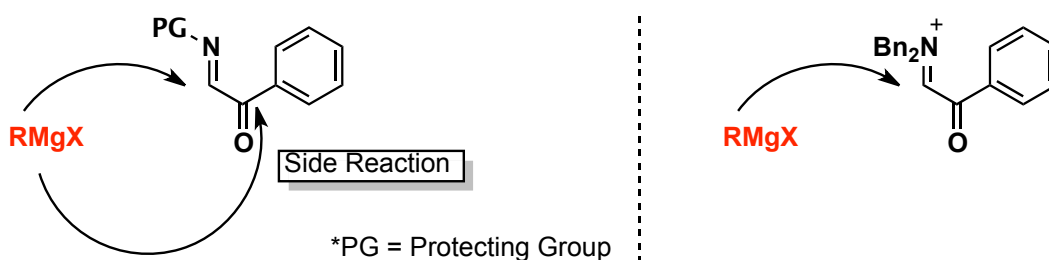 PG
N
O
RMgX
Side Reaction
*PG = Protecting Group
Bn₂N
+
O
RMgX